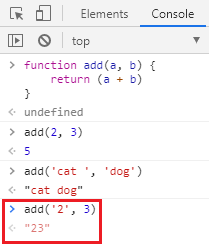 Elements Console
top
> function add(a, b) {
return (a + b)
}
< undefined
> add(2, 3)
< 5
> add('cat ', 'dog')
< "cat dog"
> add('2', 3)
< "23"